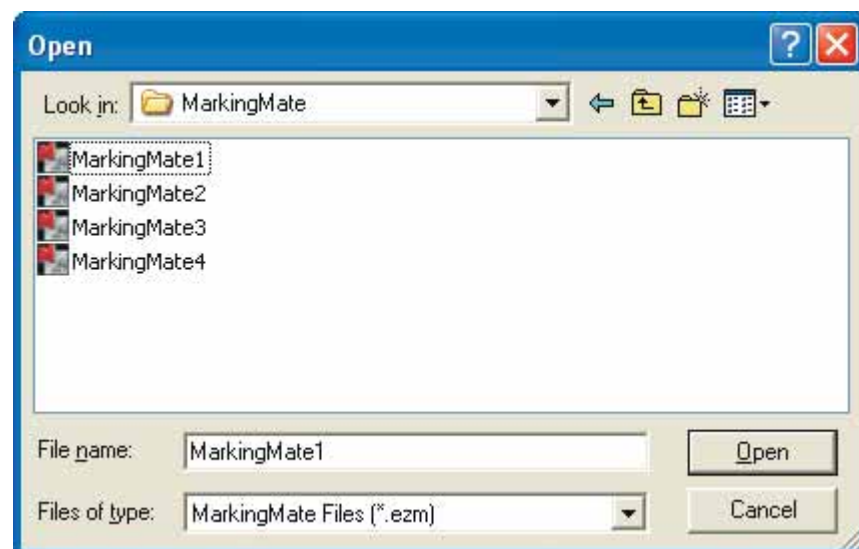 Open
Look in: MarkingMate
MarkingMate1
MarkingMate2
MarkingMate3
MarkingMate4
File name: MarkingMate1 Open
Files of type: MarkingMate Files (*.ezm) Cancel